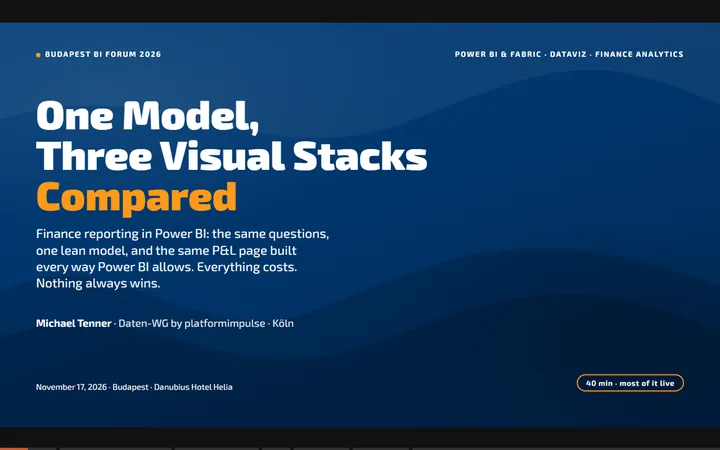 BUDAPEST BI FORUM 2026
POWER BI & FABRIC · DATAVIZ · FINANCE ANALYTICS
One Model,
Three Visual Stacks
Compared
Finance reporting in Power BI: the same questions,
one lean model, and the same P&L page built
every way Power BI allows. Everything costs.
Nothing always wins.
Michael Tenner · Daten-WG by platformimpulse · Köln
November 17, 2026 · Budapest · Danubius Hotel Helia
40 min · most of it live